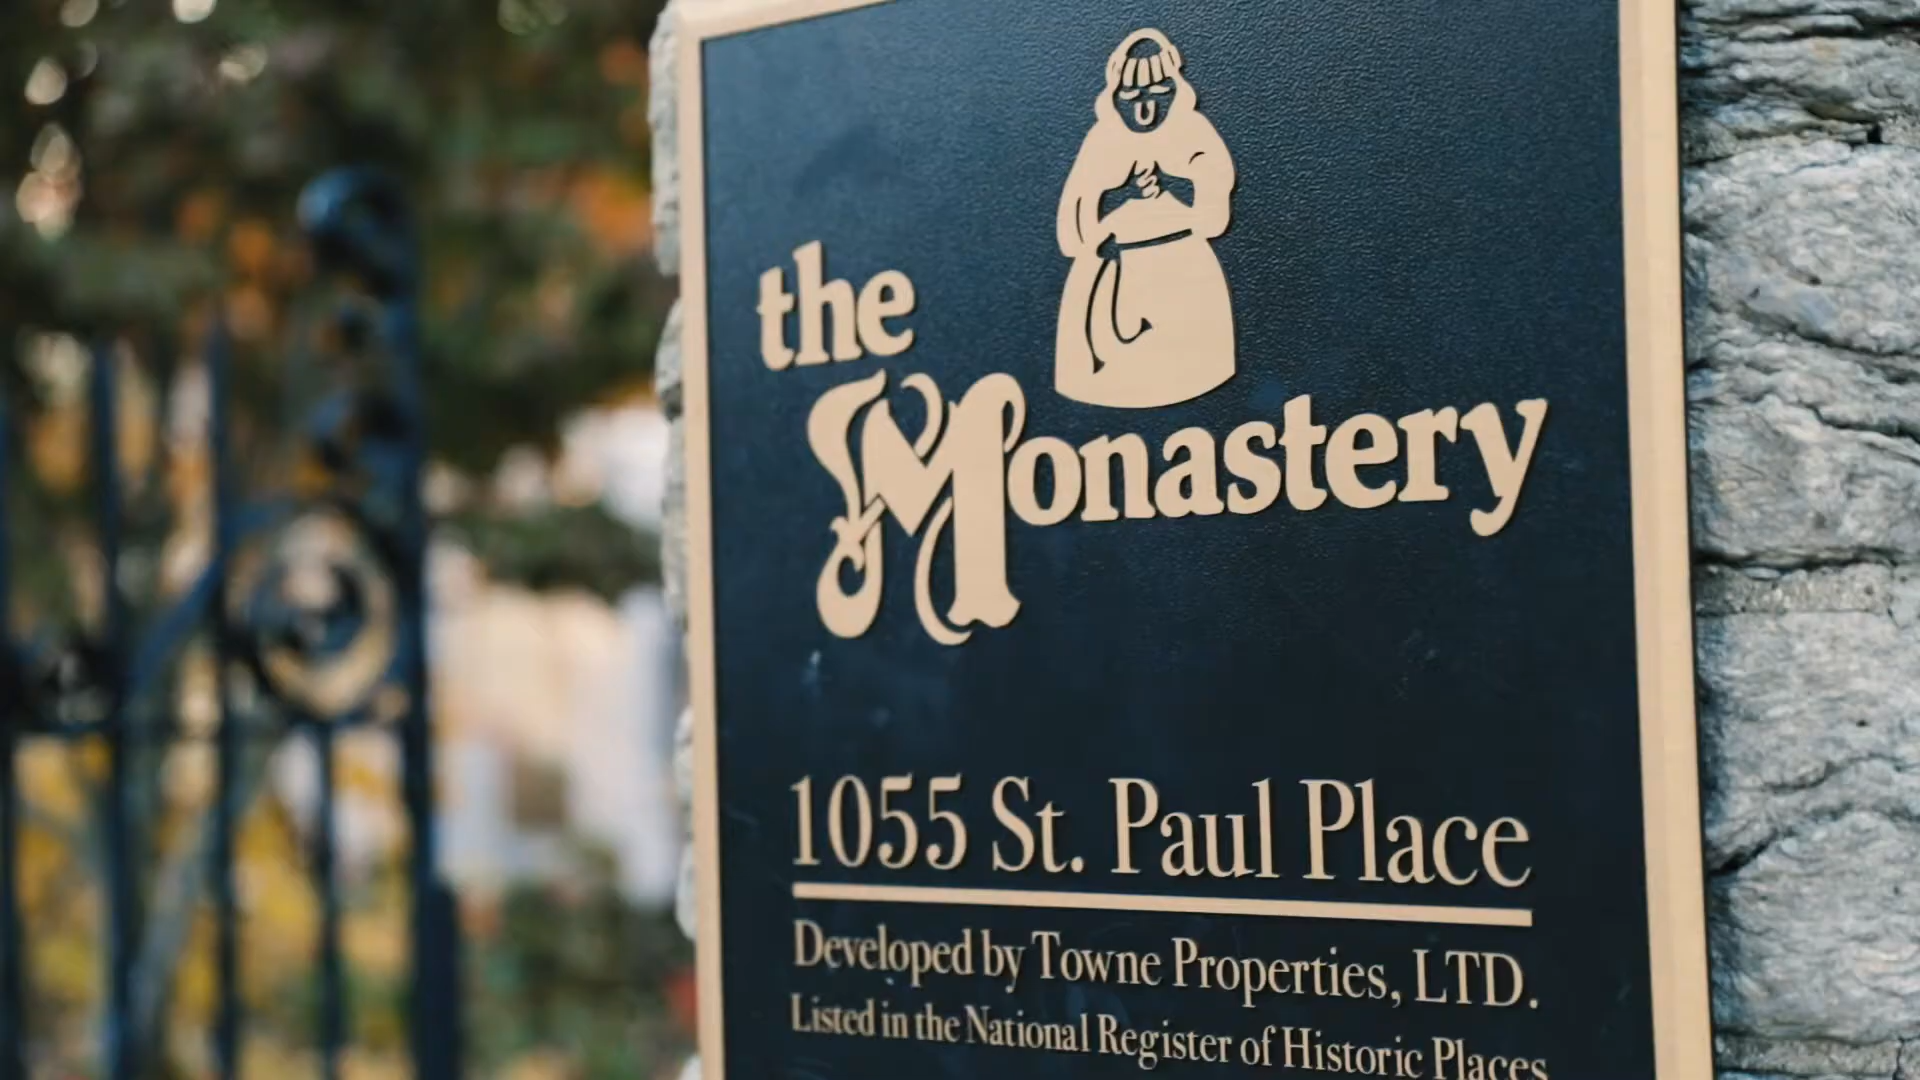 the
Monastery
1055 St. Paul Place
Developed by Towne Properties, LTD.
Listed in the National Register of Historic Places